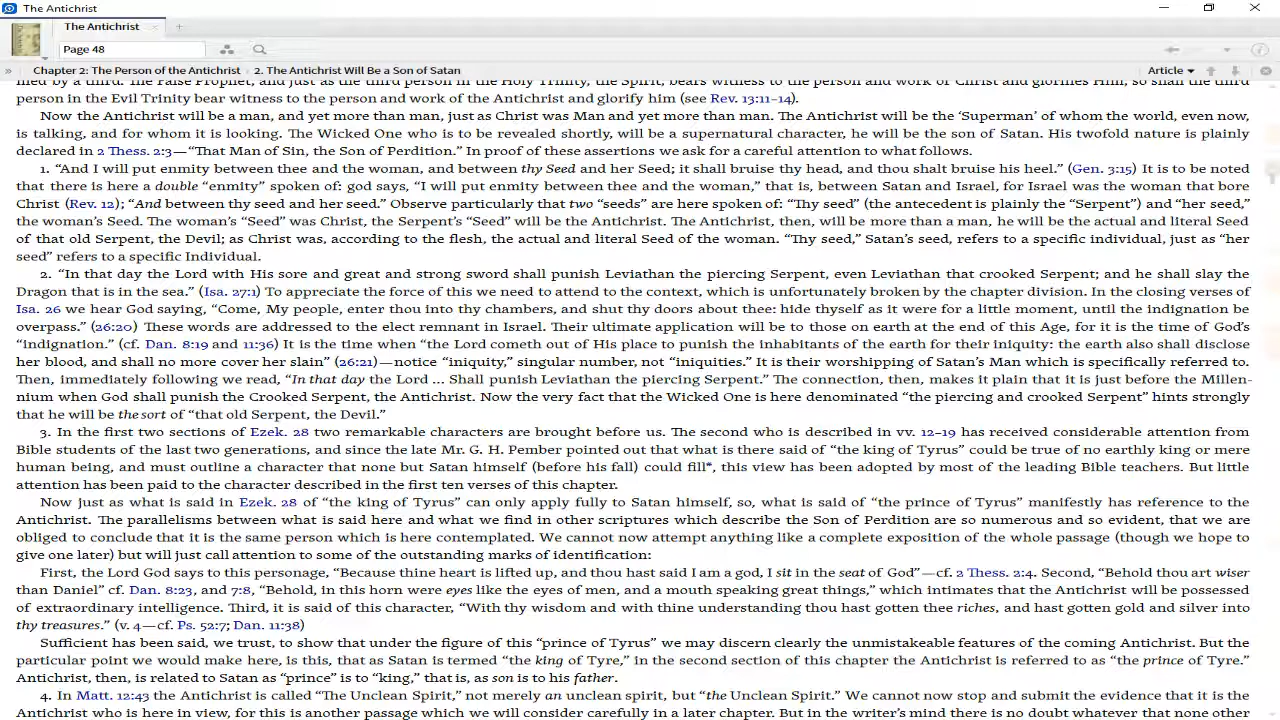 The Antichrist
The Antichrist
Page 48
Chapter 2: The Person of the Antichrist › 2. The Antichrist Will Be a Son of Satan
Article
med by a third. The False Prophet, and just as the third person in the Holy Trinity, the Spirit, bears witness to the person and work of Christ and glorifies Him, so shall the third
person in the Evil Trinity bear witness to the person and work of the Antichrist and glorify him (see Rev. 13:11–14).
Now the Antichrist will be a man, and yet more than man, just as Christ was Man and yet more than man. The Antichrist will be the ‘Superman’ of whom the world, even now,
is talking, and for whom it is looking. The Wicked One who is to be revealed shortly, will be a supernatural character, he will be the son of Satan. His twofold nature is plainly
declared in 2 Thess. 2:3—“That Man of Sin, the Son of Perdition.” In proof of these assertions we ask for a careful attention to what follows.
1. “And I will put enmity between thee and the woman, and between thy Seed and her Seed; it shall bruise thy head, and thou shalt bruise his heel.” (Gen. 3:15) It is to be noted
that there is here a double “enmity” spoken of: god says, “I will put enmity between thee and the woman,” that is, between Satan and Israel, for Israel was the woman that bore
Christ (Rev. 12); “And between thy seed and her seed.” Observe particularly that two “seeds” are here spoken of: “Thy seed” (the antecedent is plainly the “Serpent”) and “her seed,”
the woman’s Seed. The woman’s “Seed” was Christ, the Serpent’s “Seed” will be the Antichrist. The Antichrist, then, will be more than a man, he will be the actual and literal Seed
of that old Serpent, the Devil; as Christ was, according to the flesh, the actual and literal Seed of the woman. “Thy seed,” Satan’s seed, refers to a specific individual, just as “her
seed” refers to a specific Individual.
2. “In that day the Lord with His sore and great and strong sword shall punish Leviathan the piercing Serpent, even Leviathan that crooked Serpent; and he shall slay the
Dragon that is in the sea.” (Isa. 27:1) To appreciate the force of this we need to attend to the context, which is unfortunately broken by the chapter division. In the closing verses of
Isa. 26 we hear God saying, “Come, My people, enter thou into thy chambers, and shut thy doors about thee: hide thyself as it were for a little moment, until the indignation be
overpass.” (26:20) These words are addressed to the elect remnant in Israel. Their ultimate application will be to those on earth at the end of this Age, for it is the time of God’s
“indignation.” (cf. Dan. 8:19 and 11:36) It is the time when “the Lord cometh out of His place to punish the inhabitants of the earth for their iniquity: the earth also shall disclose
her blood, and shall no more cover her slain” (26:21)—notice “iniquity,” singular number, not “iniquities.” It is their worshipping of Satan’s Man which is specifically referred to.
Then, immediately following we read, “In that day the Lord ... Shall punish Leviathan the piercing Serpent.” The connection, then, makes it plain that it is just before the Millen-
nium when God shall punish the Crooked Serpent, the Antichrist. Now the very fact that the Wicked One is here denominated “the piercing and crooked Serpent” hints strongly
that he will be the sort of “that old Serpent, the Devil.”
3. In the first two sections of Ezek. 28 two remarkable characters are brought before us. The second who is described in vv. 12–19 has received considerable attention from
Bible students of the last two generations, and since the late Mr. G. H. Pember pointed out that what is there said of “the king of Tyrus” could be true of no earthly king or mere
human being, and must outline a character that none but Satan himself (before his fall) could fill*, this view has been adopted by most of the leading Bible teachers. But little
attention has been paid to the character described in the first ten verses of this chapter.
Now just as what is said in Ezek. 28 of “the king of Tyrus” can only apply fully to Satan himself, so, what is said of “the prince of Tyrus” manifestly has reference to the
Antichrist. The parallelisms between what is said here and what we find in other scriptures which describe the Son of Perdition are so numerous and so evident, that we are
obliged to conclude that it is the same person which is here contemplated. We cannot now attempt anything like a complete exposition of the whole passage (though we hope to
give one later) but will just call attention to some of the outstanding marks of identification:
First, the Lord God says to this personage, “Because thine heart is lifted up, and thou hast said I am a god, I sit in the seat of God”—cf. 2 Thess. 2:4. Second, “Behold thou art wiser
than Daniel” cf. Dan. 8:23, and 7:8, “Behold, in this horn were eyes like the eyes of men, and a mouth speaking great things,” which intimates that the Antichrist will be possessed
of extraordinary intelligence. Third, it is said of this character, “With thy wisdom and with thine understanding thou hast gotten thee riches, and hast gotten gold and silver into
thy treasures.” (v. 4—cf. Ps. 52:7; Dan. 11:38)
Sufficient has been said, we trust, to show that under the figure of this “prince of Tyrus” we may discern clearly the unmistakeable features of the coming Antichrist. But the
particular point we would make here, is this, that as Satan is termed “the king of Tyre,” in the second section of this chapter the Antichrist is referred to as “the prince of Tyre.”
Antichrist, then, is related to Satan as “prince” is to “king,” that is, as son is to his father.
4. In Matt. 12:43 the Antichrist is called “The Unclean Spirit,” not merely an unclean spirit, but “the Unclean Spirit.” We cannot now stop and submit the evidence that it is the
Antichrist who is here in view, for this is another passage which we will consider carefully in a later chapter. But in the writer’s mind there is no doubt whatever that none other